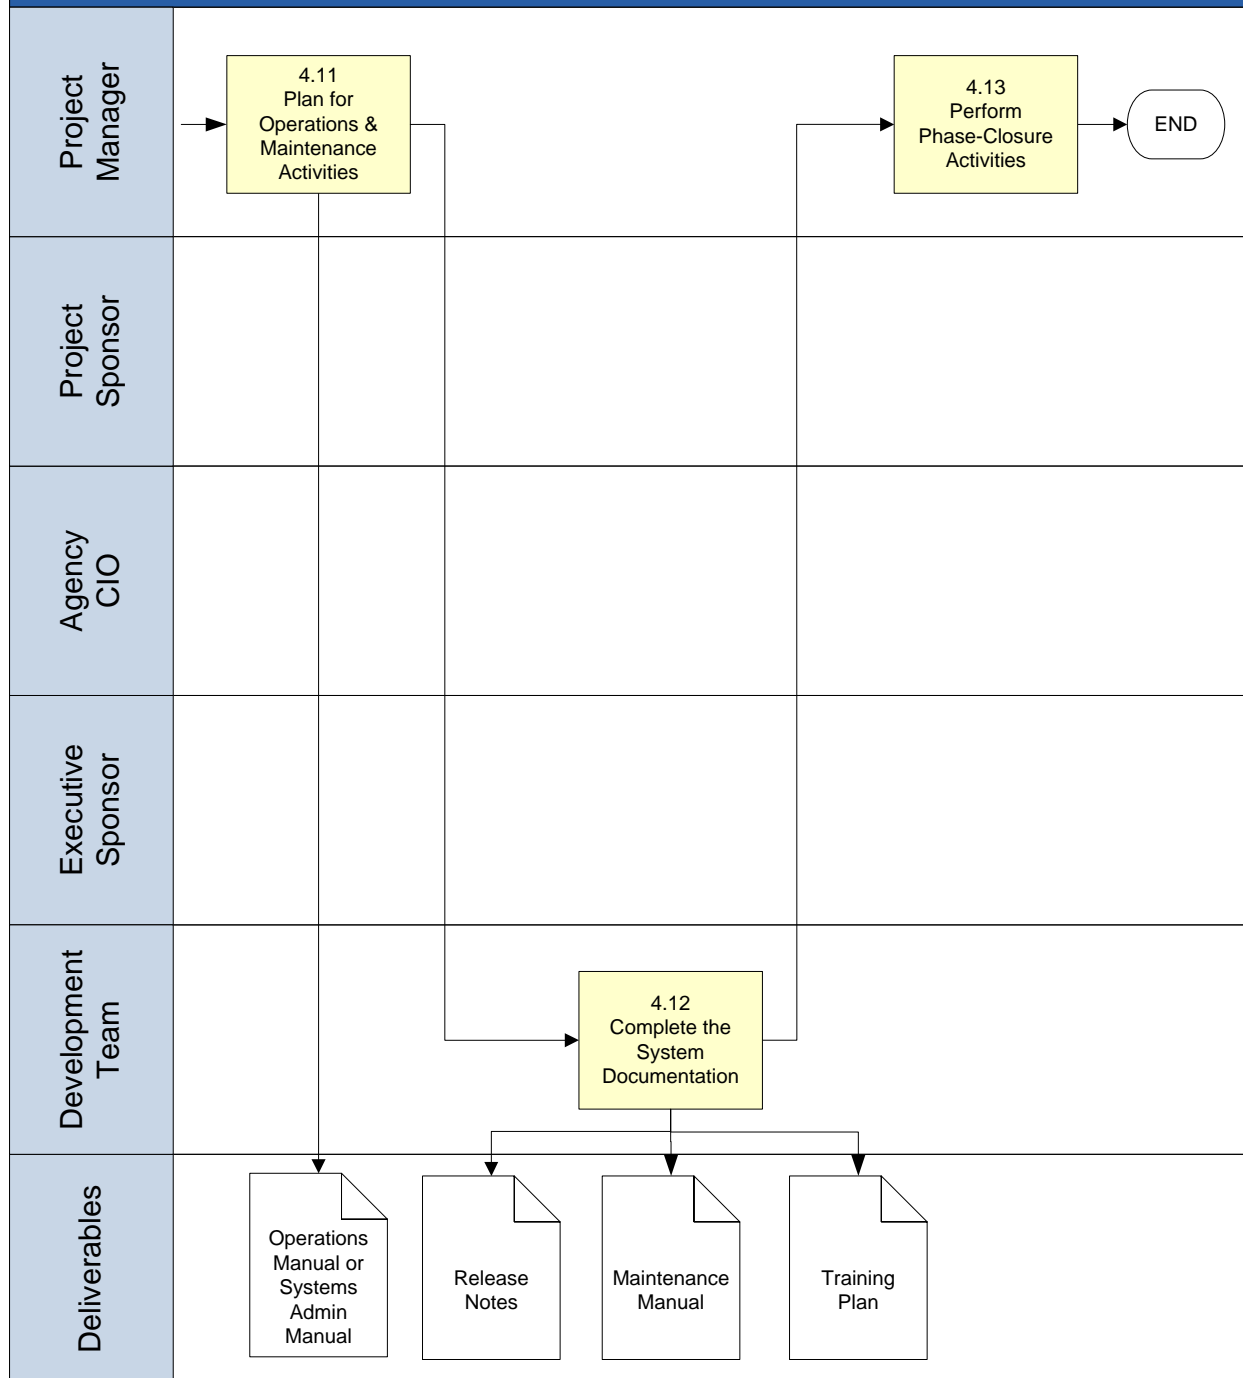 Project
Manager
4.11
Plan for
Operations &
Maintenance
Activities
4.13
Perform
Phase-Closure
Activities
END
Project
Sponsor
Agency
CIO
Executive
Sponsor
Development
Team
4.12
Complete the
System
Documentation
Deliverables
Operations
Manual or
Systems
Admin
Manual
Release
Notes
Maintenance
Manual
Training
Plan